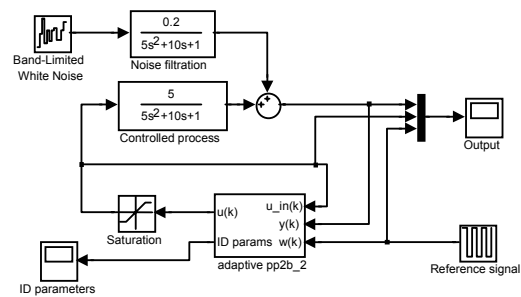 0.2
5s²+10s+1
Band-Limited
White Noise
Noise filtration
5
5s²+10s+1
Controlled process
Output
u(k)
u_in(k)
y(k)
ID params
w(k)
Saturation
adaptive pp2b_2
Reference signal
ID parameters